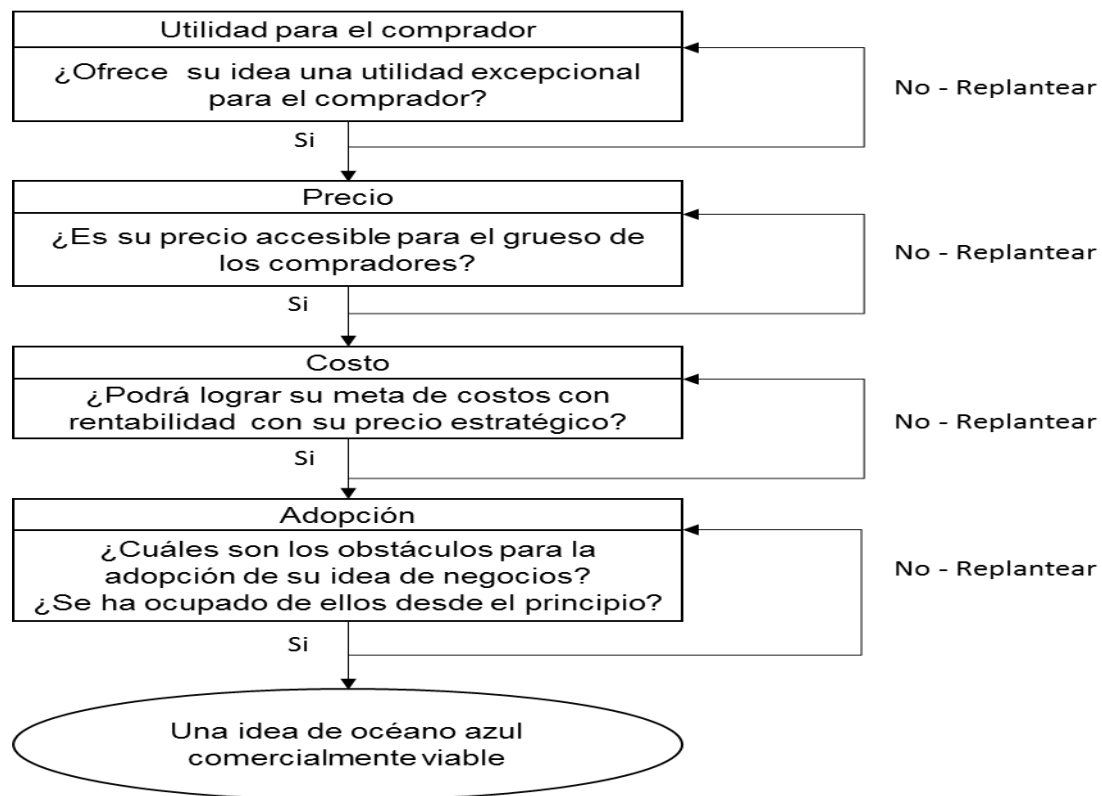 Utilidad para el comprador
¿Ofrece su idea una utilidad excepcional
para el comprador?
No - Replantear
Si
Precio
¿Es su precio accesible para el grueso de
los compradores?
No - Replantear
Si
Costo
¿Podrá lograr su meta de costos con
rentabilidad con su precio estratégico?
No - Replantear
Si
Adopción
¿Cuáles son los obstáculos para la
adopción de su idea de negocios?
¿Se ha ocupado de ellos desde el principio?
No - Replantear
Si
Una idea de océano azul
comercialmente viable